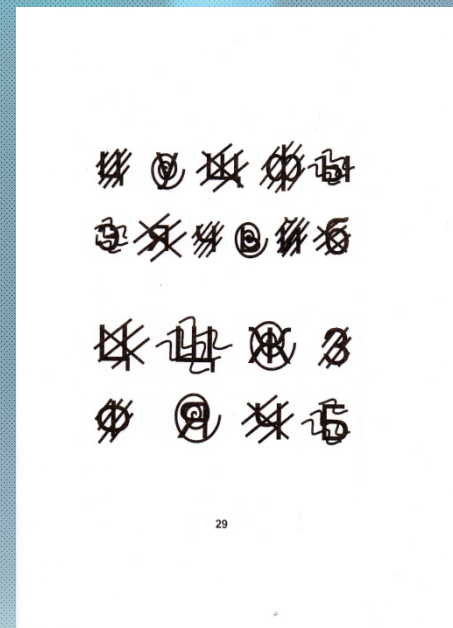 У Ш Ф Ы
Э Я Ч В Й Б
Ц Щ Ж З
Ф Я Ч Б
29